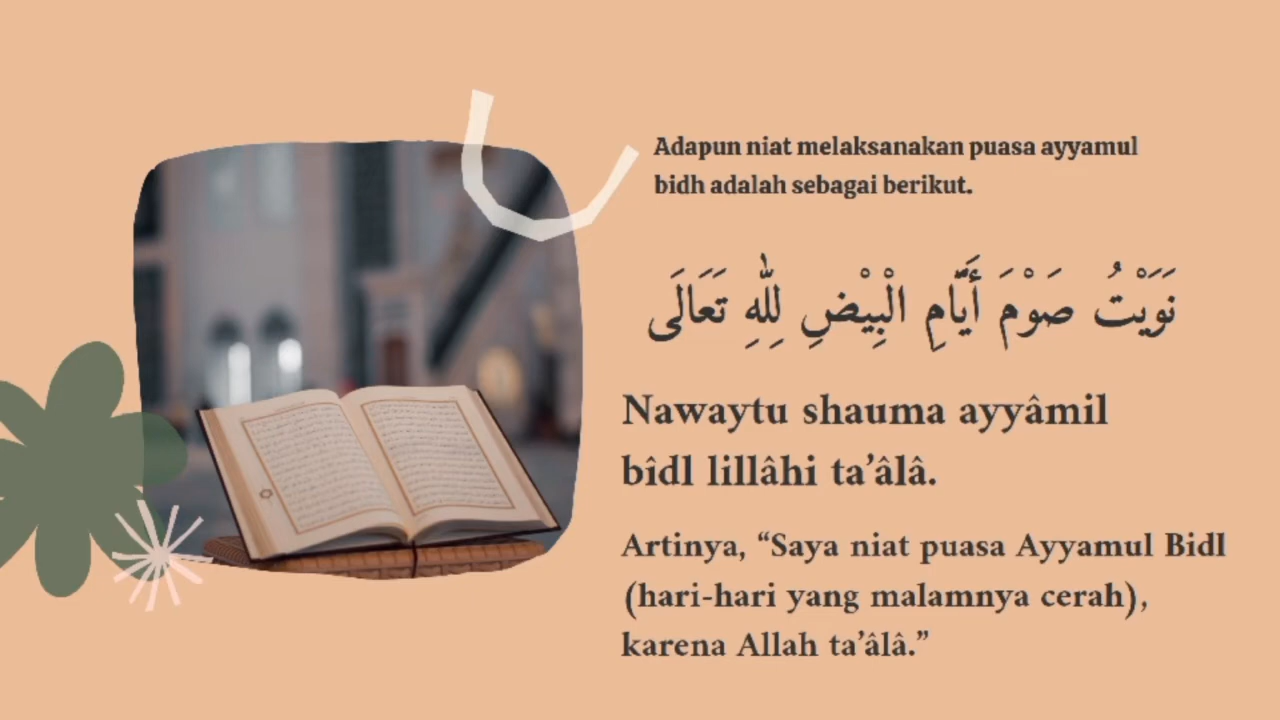 Adapun niat melaksanakan puasa ayyamul
bidh adalah sebagai berikut.
نَوَيْتُ صَوْمَ أَيَّامِ الْبِيْضِ لِلّٰهِ تَعَالَى
Nawaytu shauma ayyâmil
bîdl lillâhi ta’âlâ.
Artinya, “Saya niat puasa Ayyamul Bidl
(hari-hari yang malamnya cerah),
karena Allah ta’âlâ.”